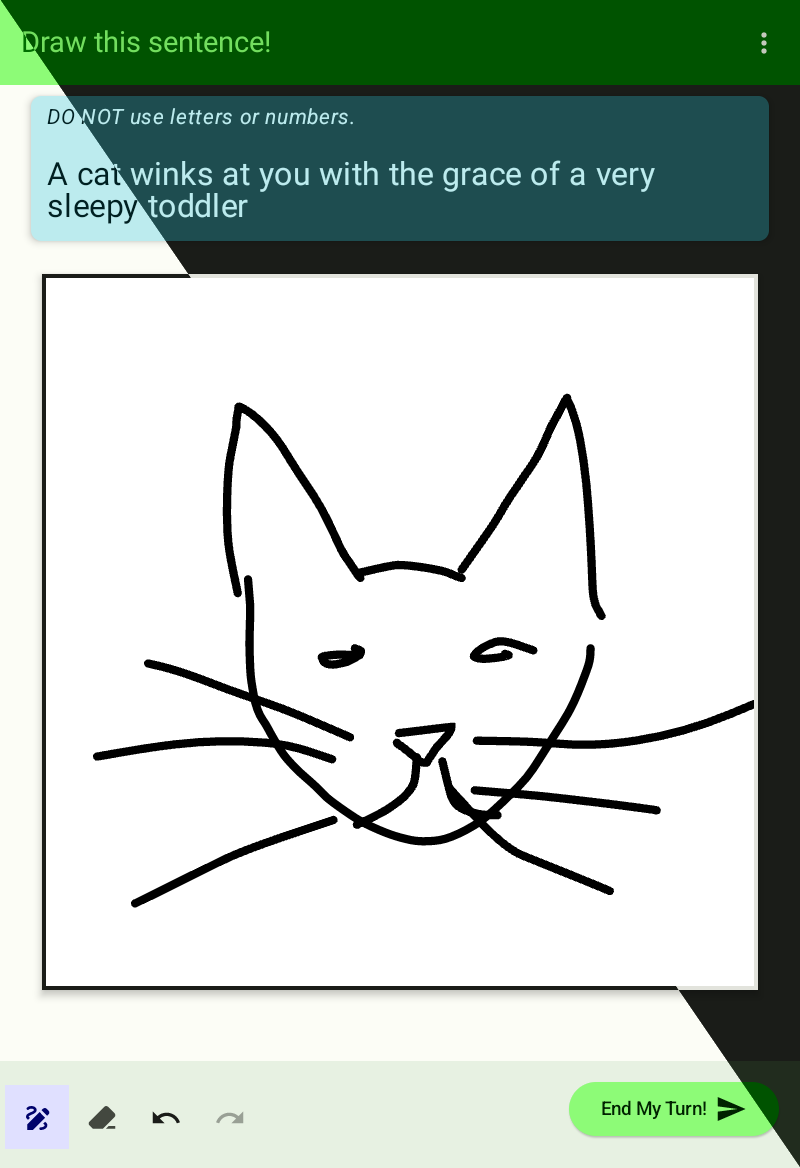 Draw this sentence!
DO NOT use letters or numbers.
A cat winks at you with the grace of a very
sleepy toddler
End My Turn!